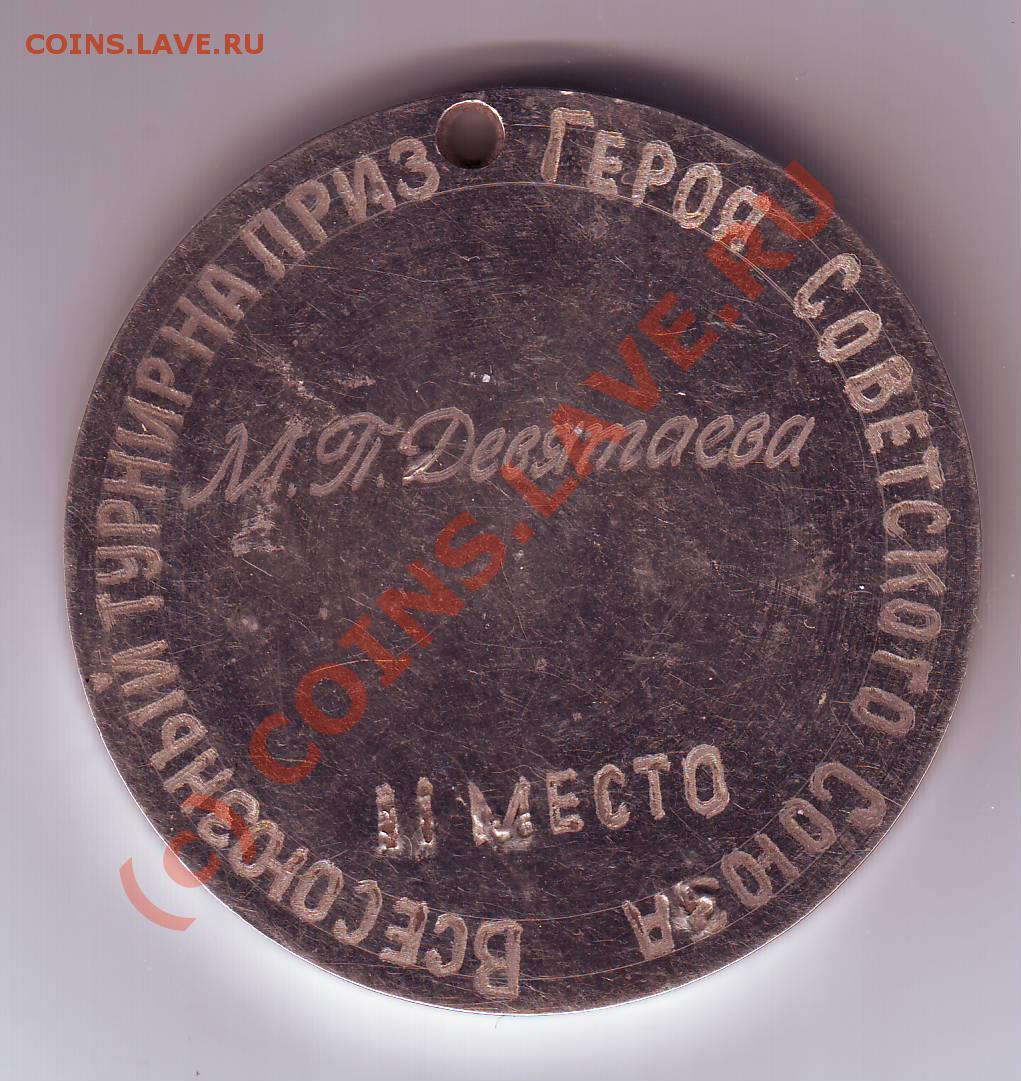 COINS.LAVE.RU
ВСЕСОЮЗНЫЙ ТУРНИР НА ПРИЗ ГЕРОЯ СОВЕТСКОГО СОЮЗА
М.П. Девятаева
II МЕСТО
(c) COINS.LAVE.RU